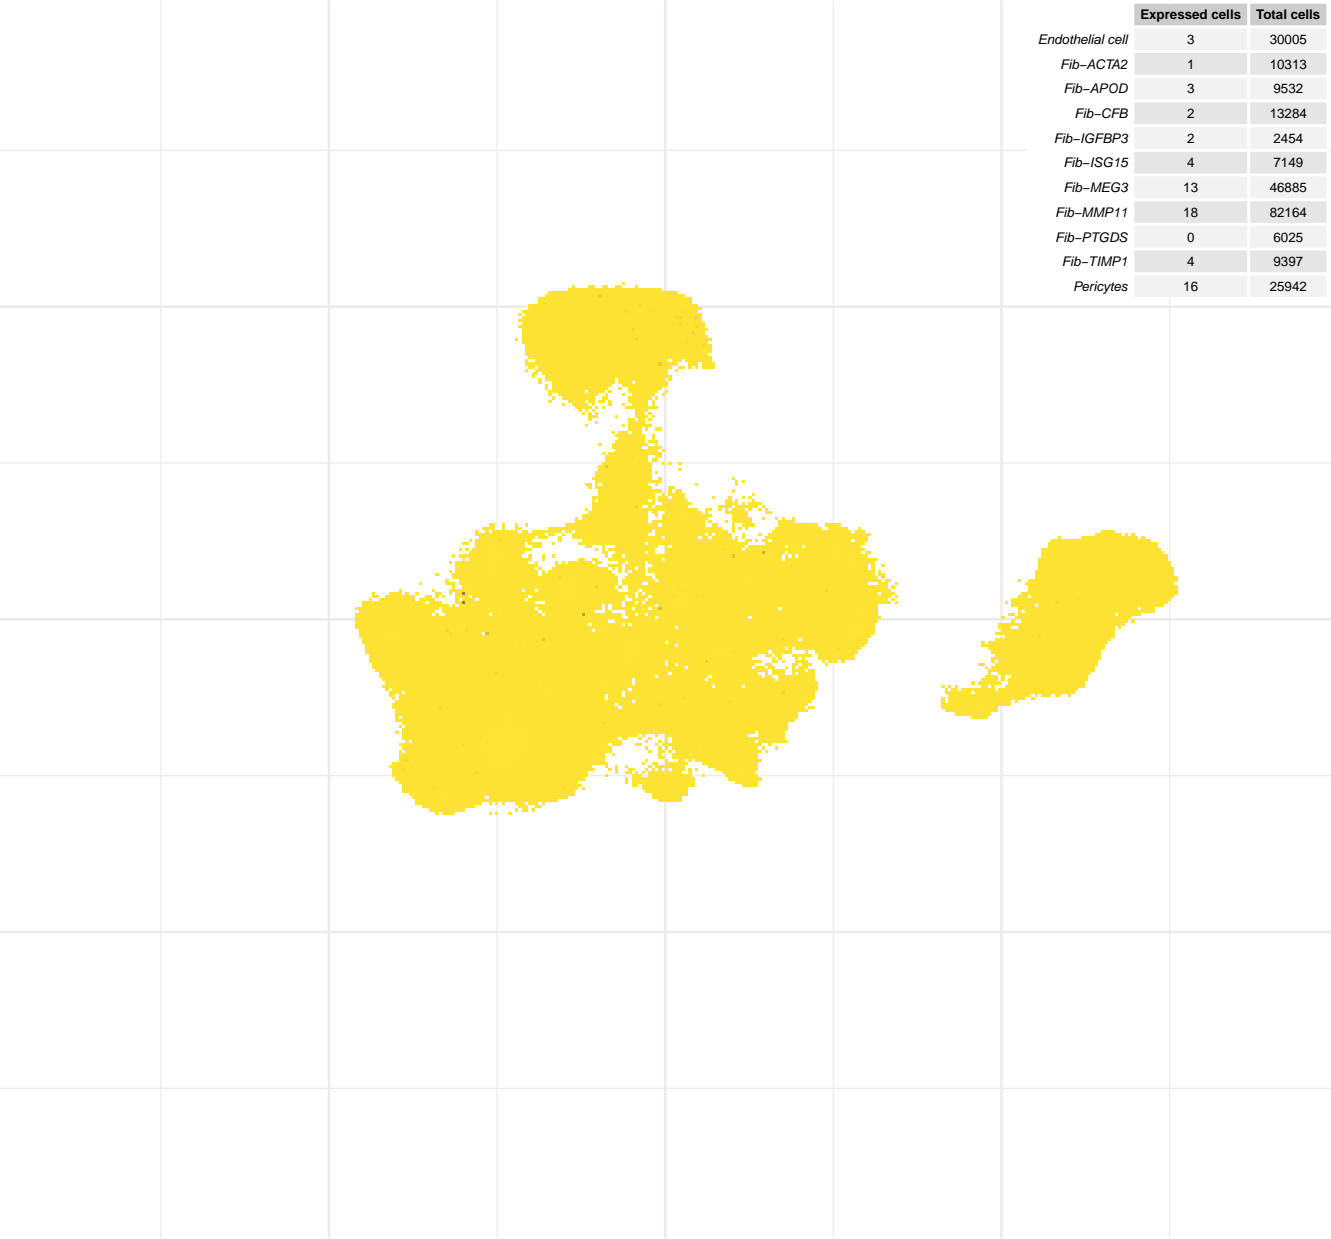 Expressed cells Total cells
Endothelial cell 3 30005
Fib−ACTA2 1 10313
Fib−APOD 3 9532
Fib−CFB 2 13284
Fib−IGFBP3 2 2454
Fib−ISG15 4 7149
Fib−MEG3 13 46885
Fib−MMP11 18 82164
Fib−PTGDS 0 6025
Fib−TIMP1 4 9397
Pericytes 16 25942